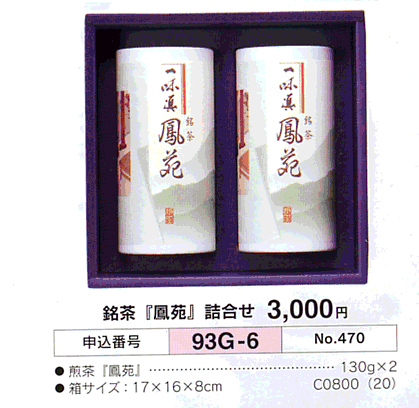 一味真
銘茶
鳳苑
一味真
銘茶
鳳苑
銘茶『鳳苑』詰合せ 3,000円
申込番号 93G-6 No.470
●煎茶『鳳苑』 130g×2
●箱サイズ:17×16×8cm C0800(20)